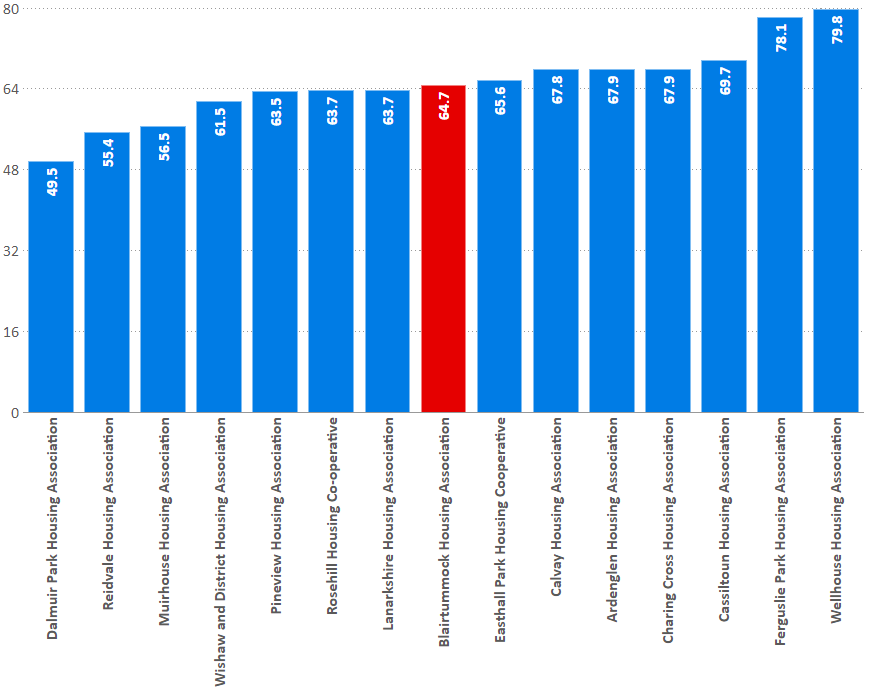 80
64
48
32
16
0
49.5
55.4
56.5
61.5
63.5
63.7
63.7
64.7
65.6
67.8
67.9
67.9
69.7
78.1
79.8
Dalmuir Park Housing Association
Reidvale Housing Association
Muirhouse Housing Association
Wishaw and District Housing Association
Pineview Housing Association
Rosehill Housing Co-operative
Lanarkshire Housing Association
Blairtummock Housing Association
Easthall Park Housing Cooperative
Calvay Housing Association
Ardenglen Housing Association
Charing Cross Housing Association
Cassiltoun Housing Association
Ferguslie Park Housing Association
Wellhouse Housing Association